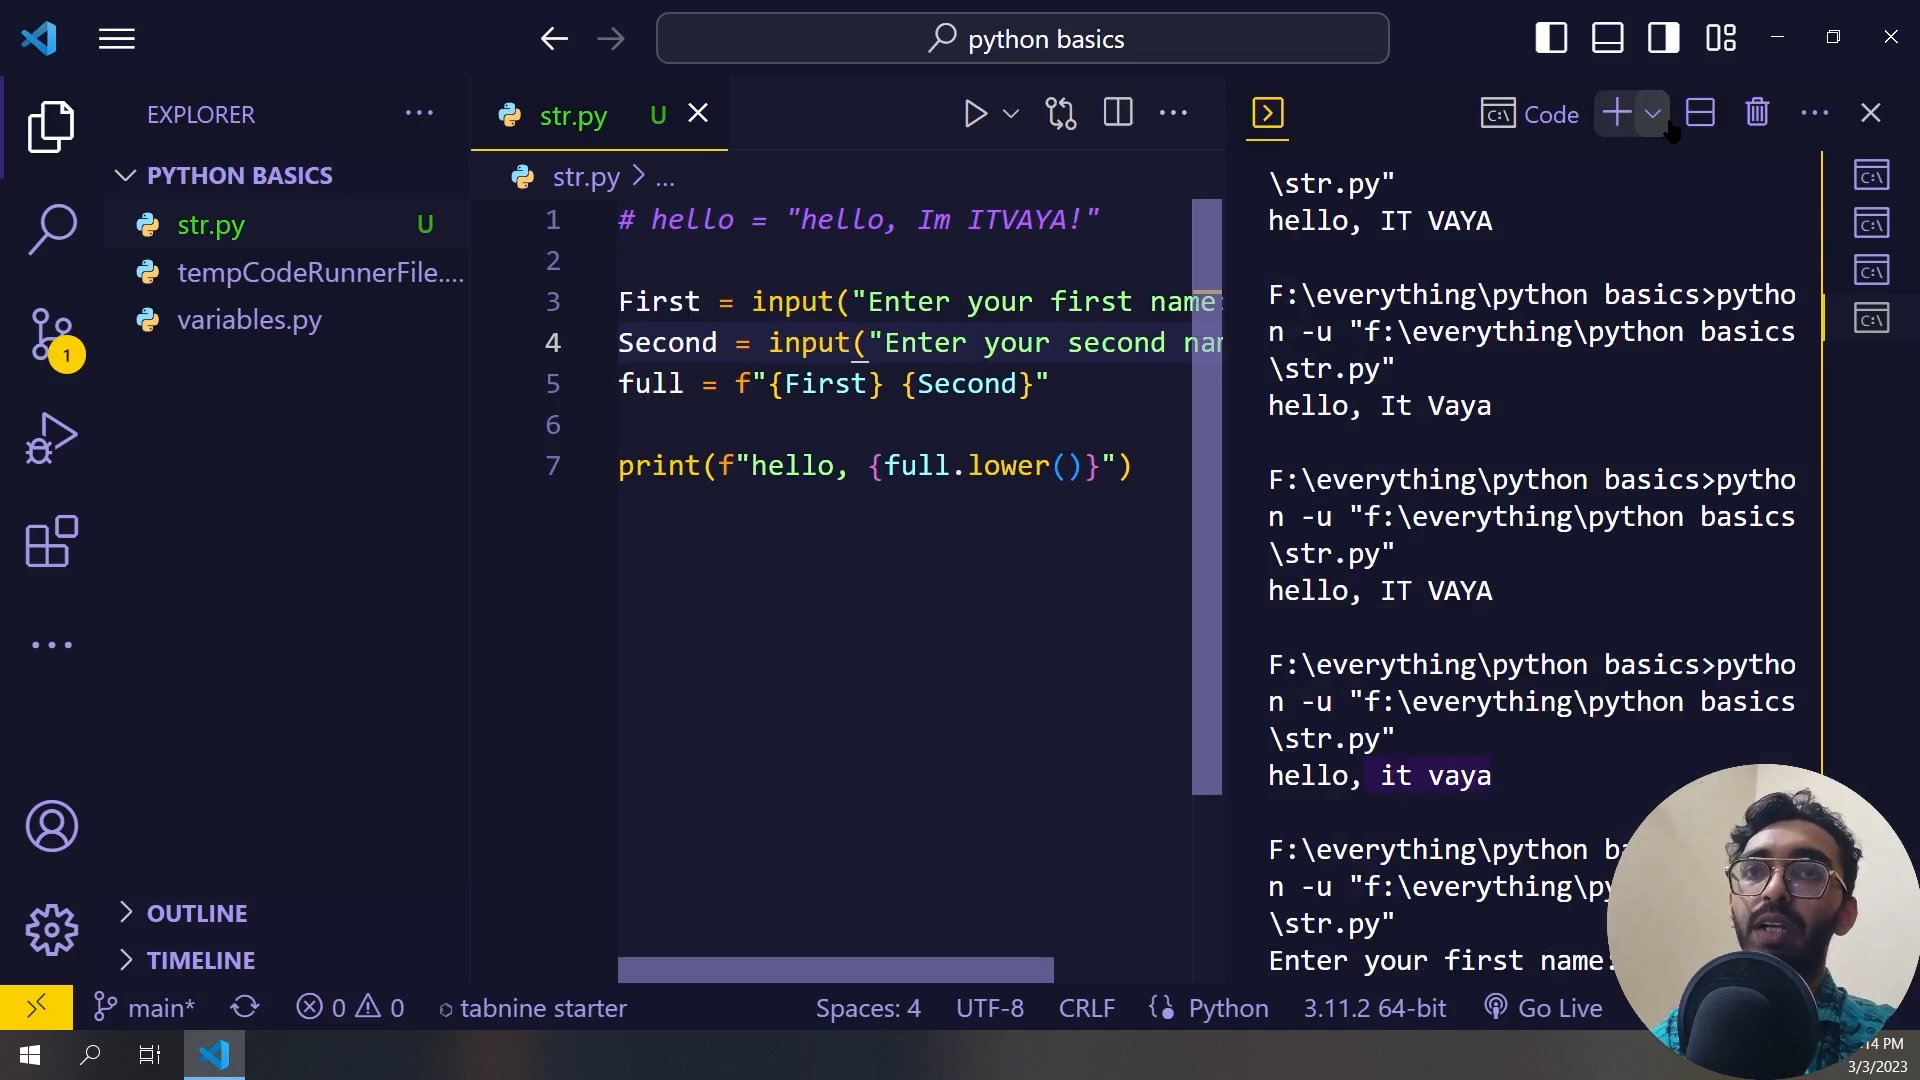 python basics
EXPLORER
PYTHON BASICS
str.py U
tempCodeRunnerFile....
variables.py
OUTLINE
TIMELINE
str.py U
str.py > ...
1 # hello = "hello, Im ITVAYA!"
2
3 First = input("Enter your first name:
4 Second = input("Enter your second nam
5 full = f"{First} {Second}"
6
7 print(f"hello, {full.lower()}")
Code
\str.py"
hello, IT VAYA
F:\everything\python basics>pytho
n -u "f:\everything\python basics
\str.py"
hello, It Vaya
F:\everything\python basics>pytho
n -u "f:\everything\python basics
\str.py"
hello, IT VAYA
F:\everything\python basics>pytho
n -u "f:\everything\python basics
\str.py"
hello, it vaya
F:\everything\python b
n -u "f:\everything\py
\str.py"
Enter your first name:
1
main* 0 0 tabnine starter Spaces: 4 UTF-8 CRLF Python 3.11.2 64-bit Go Live
14 PM
3/3/2023